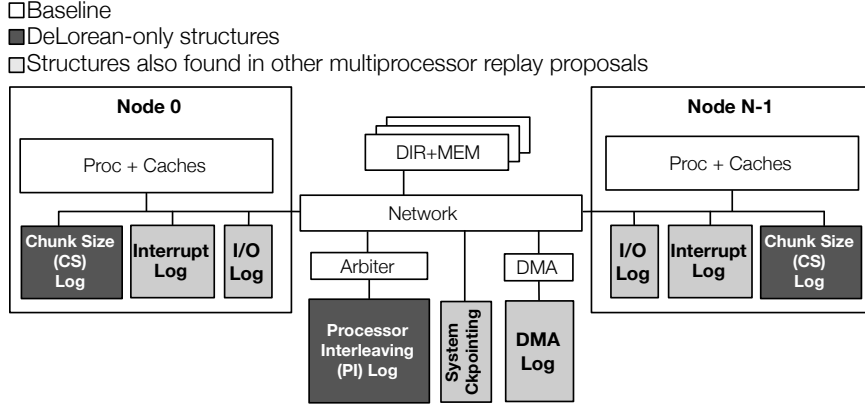 Baseline
DeLorean-only structures
Structures also found in other multiprocessor replay proposals
Node 0
Proc + Caches
Chunk Size
(CS)
Log
Interrupt
Log
I/O
Log
DIR+MEM
Network
Arbiter
DMA
Processor
Interleaving
(PI) Log
System
Ckpointing
DMA
Log
Node N-1
Proc + Caches
I/O
Log
Interrupt
Log
Chunk Size
(CS)
Log